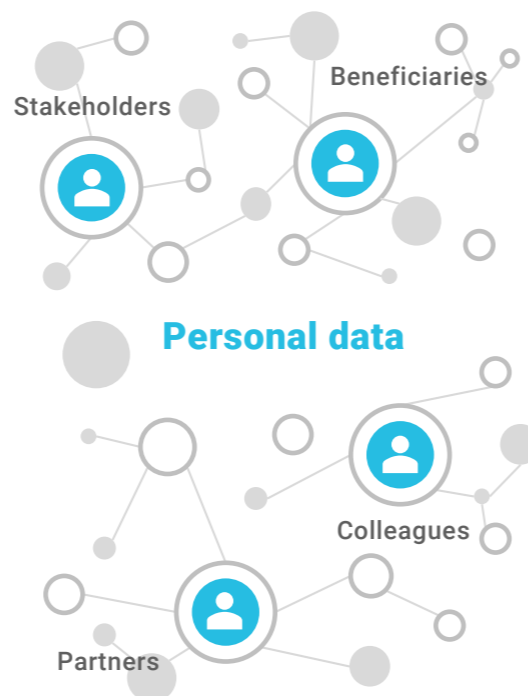 Beneficiaries
Stakeholders
Personal data
Colleagues
Partners